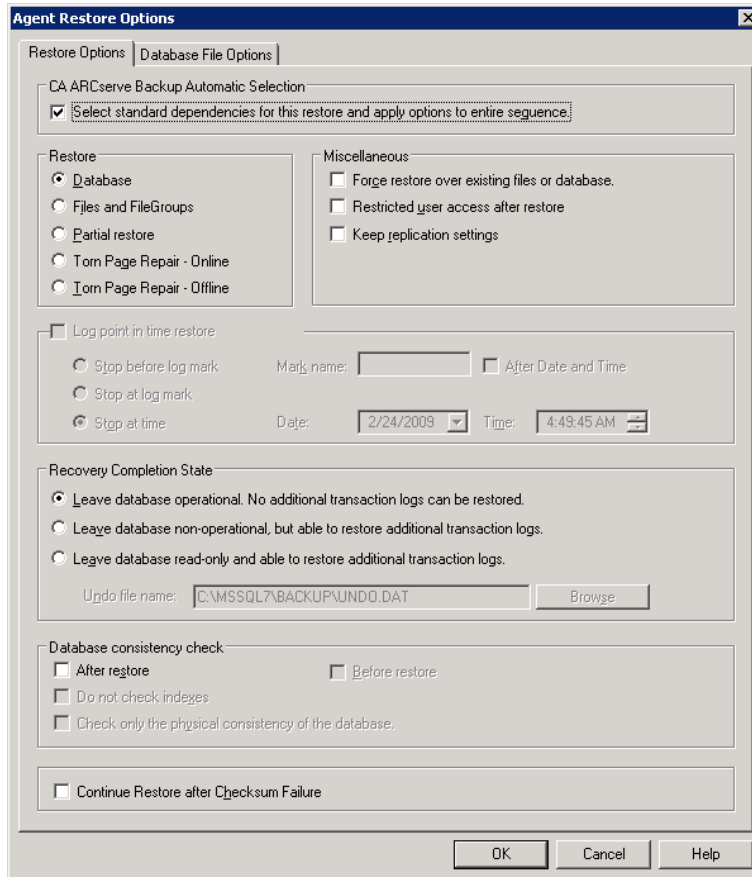 Agent Restore Options
Restore Options
Database File Options
CA ARCserve Backup Automatic Selection
Select standard dependencies for this restore and apply options to entire sequence.
Restore
Database
Files and FileGroups
Partial restore
Torn Page Repair - Online
Torn Page Repair - Offline
Miscellaneous
Force restore over existing files or database.
Restricted user access after restore
Keep replication settings
Log point in time restore
Stop before log mark Mark name: After Date and Time
Stop at log mark
Stop at time Date: 2/24/2009 Time: 4:49:45 AM
Recovery Completion State
Leave database operational. No additional transaction logs can be restored.
Leave database non-operational, but able to restore additional transaction logs.
Leave database read-only and able to restore additional transaction logs.
Undo file name: C:\MSSQL7\BACKUP\UNDO.DAT Browse
Database consistency check
After restore Before restore
Do not check indexes
Check only the physical consistency of the database.
Continue Restore after Checksum Failure
OK Cancel Help